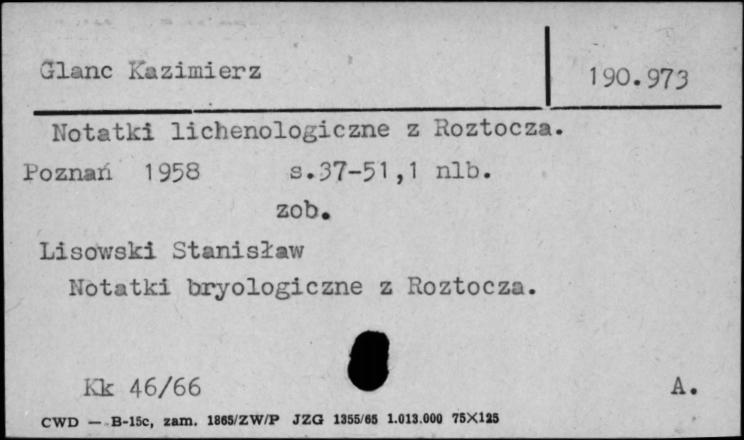 Glanc Kazimierz
190.973
Notatki lichenologiczne z Roztocza.
Poznań 1958 s.37-51,1 nlb.
zob.
Lisowski Stanisław
Notatki bryologiczne z Roztocza.
Kk 46/66 A.
CWD — B-15c, zam. 1865/ZW/P JZG 1355/65 1.013.000 75X125